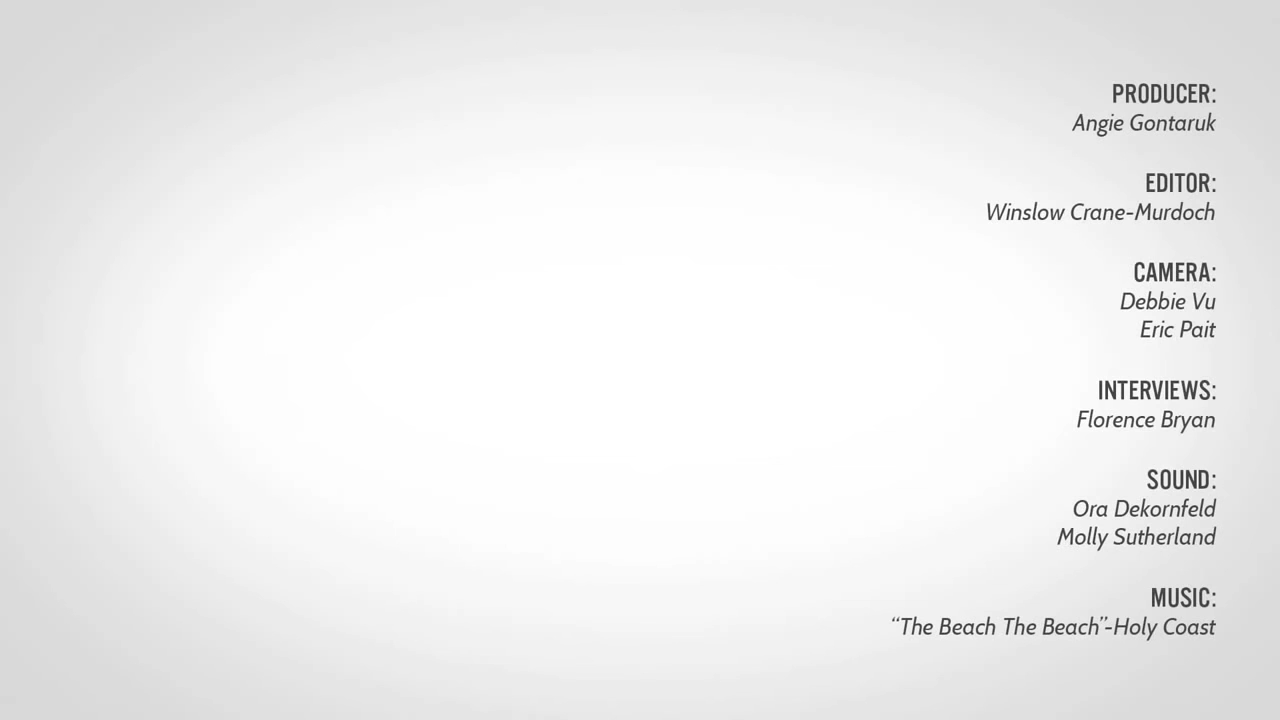 PRODUCER:
Angie Gontaruk
EDITOR:
Winslow Crane-Murdoch
CAMERA:
Debbie Vu
Eric Pait
INTERVIEWS:
Florence Bryan
SOUND:
Ora Dekornfeld
Molly Sutherland
MUSIC:
“The Beach The Beach”-Holy Coast